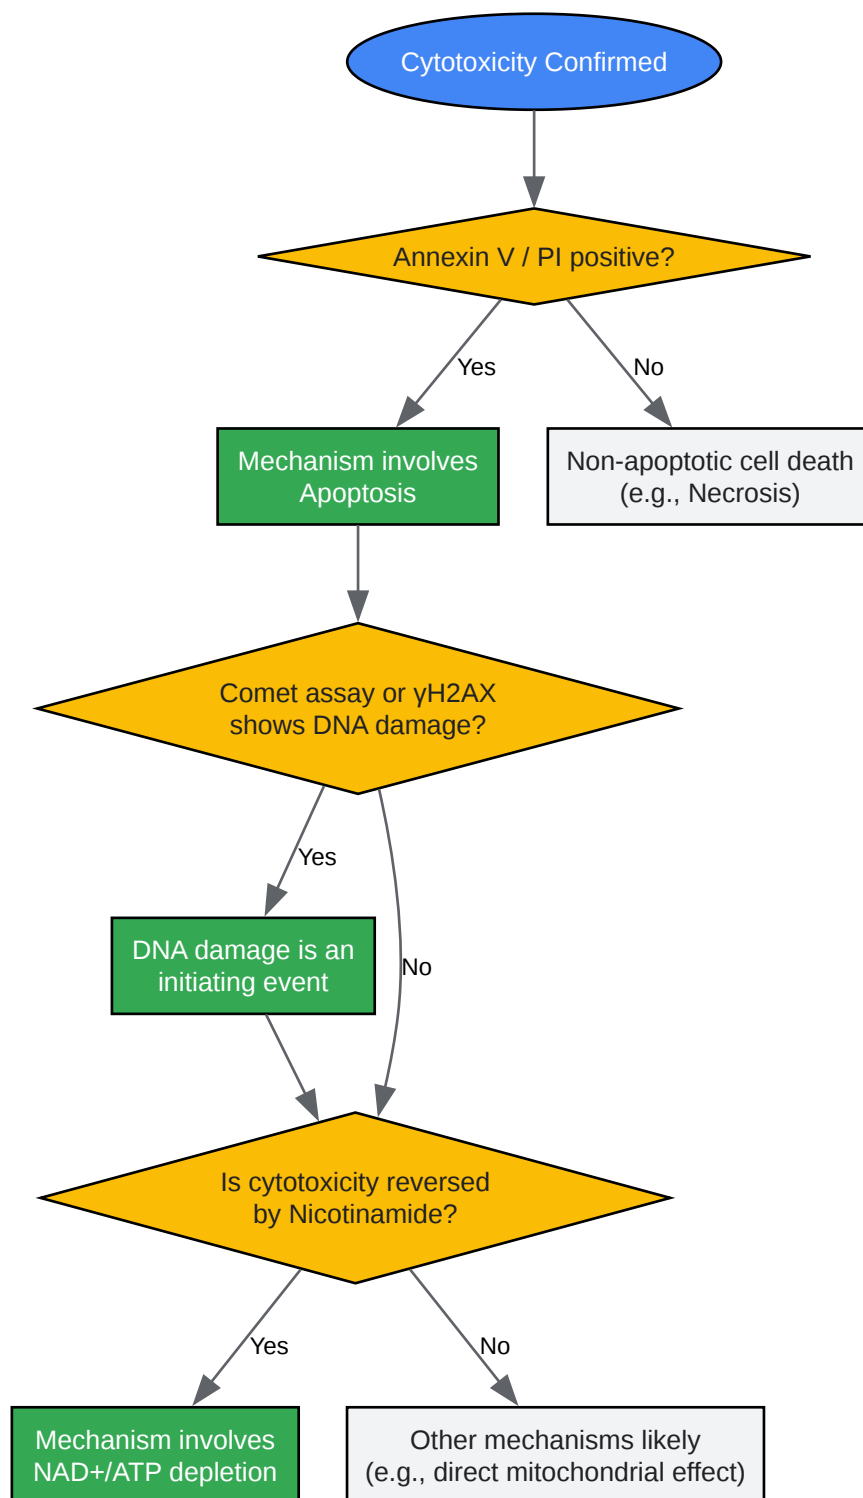 Cytotoxicity Confirmed
Annexin V / PI positive?
Yes
No
Mechanism involves
Apoptosis
Non-apoptotic cell death
(e.g., Necrosis)
Comet assay or γH2AX
shows DNA damage?
Yes
No
DNA damage is an
initiating event
Is cytotoxicity reversed
by Nicotinamide?
Yes
No
Mechanism involves
NAD+/ATP depletion
Other mechanisms likely
(e.g., direct mitochondrial effect)